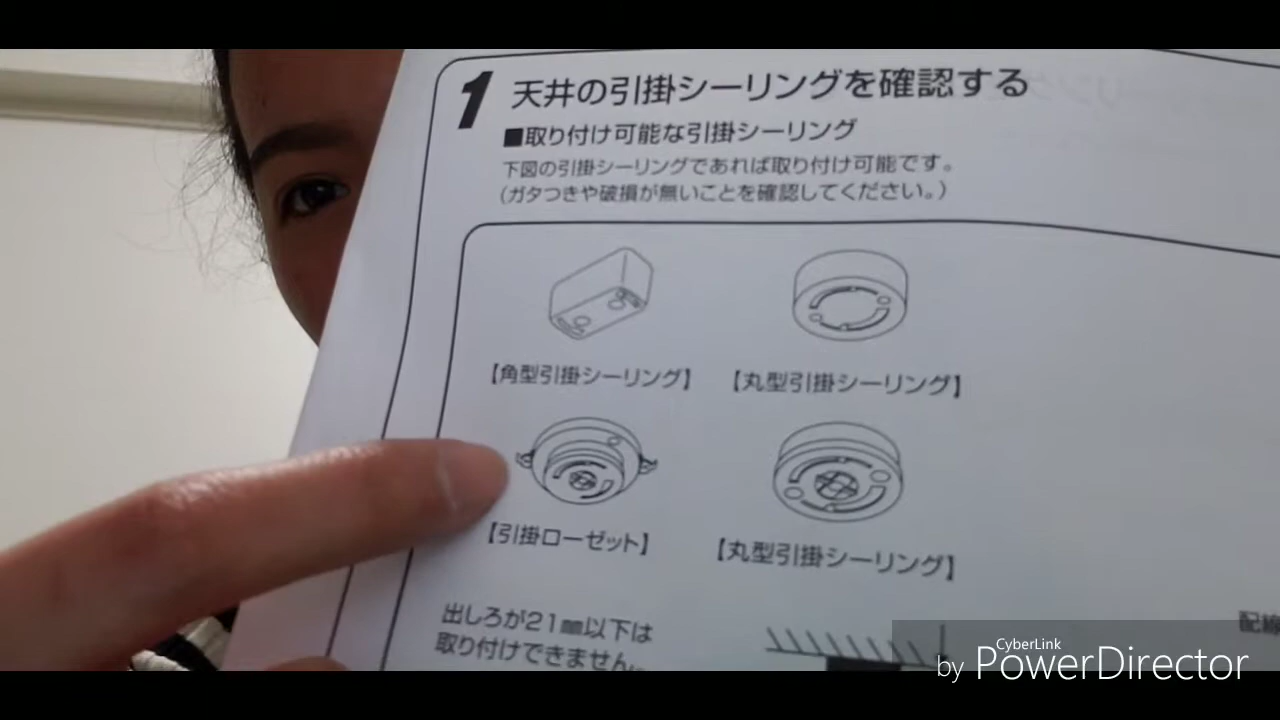 1 天井の引掛シーリングを確認する
■取り付け可能な引掛シーリング
下図の引掛シーリングであれば取り付け可能です。
(ガタつきや破損が無いことを確認してください。)
【角型引掛シーリング】 【丸型引掛シーリング】
【引掛ローゼット】 【丸型引掛シーリング】
出しろが21㎜以下は
取り付けできません。
配線
CyberLink
by PowerDirector